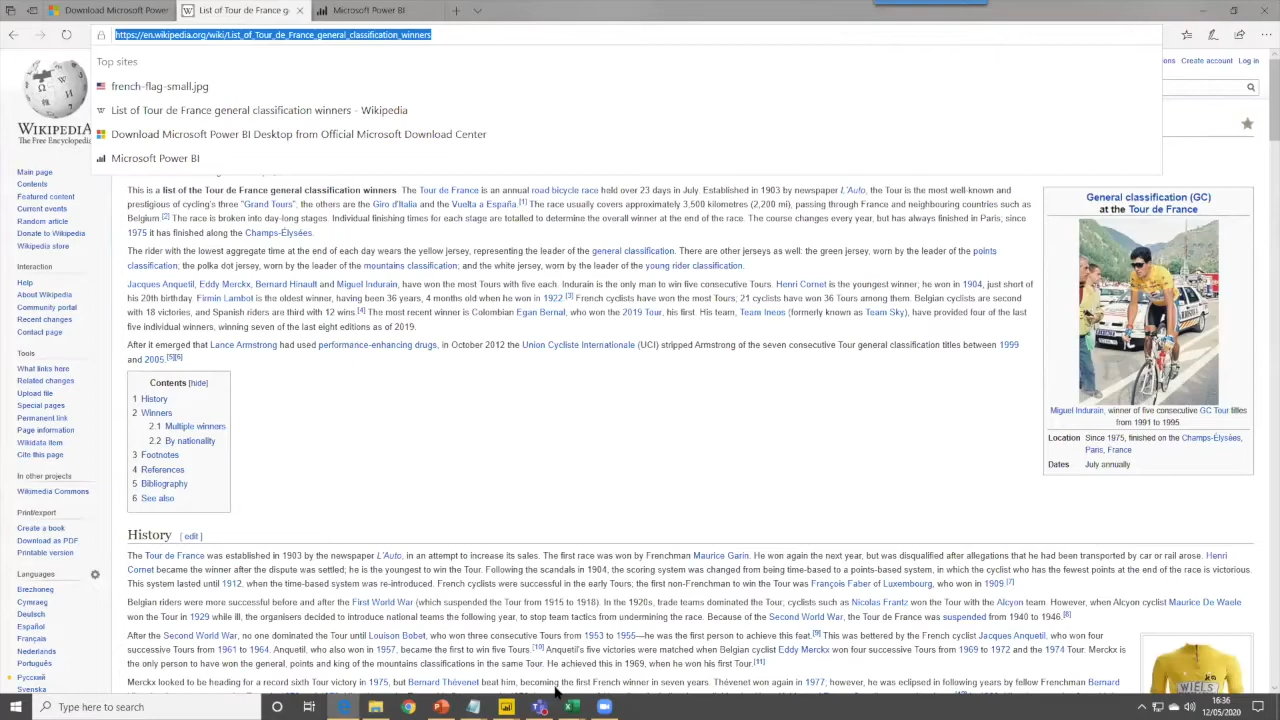 Download Microsoft Power
List of Tour de France ge
Microsoft Power BI
https://en.wikipedia.org/wiki/List_of_Tour_de_France_general_classification_winners
Top sites
french-flag-small.jpg
List of Tour de France general classification winners - Wikipedia
Download Microsoft Power BI Desktop from Official Microsoft Download Center
Microsoft Power BI
ons Create account Log in
WIKIPEDIA
The Free Encyclopedia
Main page
Contents
Featured content
Current events
Random article
Donate to Wikipedia
Wikipedia store
Interaction
Help
About Wikipedia
Community portal
Recent changes
Contact page
Tools
What links here
Related changes
Upload file
Special pages
Permanent link
Page information
Wikidata item
Cite this page
In other projects
Wikimedia Commons
Print/export
Create a book
Download as PDF
Printable version
Languages
Brezhoneg
Cymraeg
Deutsch
Español
Français
Nederlands
Português
Русский
Svenska
This is a list of the Tour de France general classification winners. The Tour de France is an annual road bicycle race held over 23 days in July. Established in 1903 by newspaper L'Auto, the Tour is the most well-known and
prestigious of cycling's three "Grand Tours", the others are the Giro d'Italia and the Vuelta a España.[1] The race usually covers approximately 3,500 kilometres (2,200 mi), passing through France and neighbouring countries such as
Belgium.[2] The race is broken into day-long stages. Individual finishing times for each stage are totalled to determine the overall winner at the end of the race. The course changes every year, but has always finished in Paris; since
1975 it has finished along the Champs-Élysées.
The rider with the lowest aggregate time at the end of each day wears the yellow jersey, representing the leader of the general classification. There are other jerseys as well: the green jersey, worn by the leader of the points
classification; the polka dot jersey, worn by the leader of the mountains classification; and the white jersey, worn by the leader of the young rider classification.
Jacques Anquetil, Eddy Merckx, Bernard Hinault and Miguel Indurain, have won the most Tours with five each. Indurain is the only man to win five consecutive Tours. Henri Cornet is the youngest winner; he won in 1904, just short of
his 20th birthday. Firmin Lambot is the oldest winner, having been 36 years, 4 months old when he won in 1922.[3] French cyclists have won the most Tours; 21 cyclists have won 36 Tours among them. Belgian cyclists are second
with 18 victories, and Spanish riders are third with 12 wins.[4] The most recent winner is Colombian Egan Bernal, who won the 2019 Tour, his first. His team, Team Ineos (formerly known as Team Sky), have provided four of the last
five individual winners, winning seven of the last eight editions as of 2019.
After it emerged that Lance Armstrong had used performance-enhancing drugs, in October 2012 the Union Cycliste Internationale (UCI) stripped Armstrong of the seven consecutive Tour general classification titles between 1999
and 2005.[5][6]
General classification (GC)
at the Tour de France
Miguel Indurain, winner of five consecutive GC Tour titles
from 1991 to 1995.
Location Since 1975, finished on the Champs-Élysées,
Paris, France
Dates July annually
Contents [hide]
1 History
2 Winners
2.1 Multiple winners
2.2 By nationality
3 Footnotes
4 References
5 Bibliography
6 See also
History [ edit ]
The Tour de France was established in 1903 by the newspaper L'Auto, in an attempt to increase its sales. The first race was won by Frenchman Maurice Garin. He won again the next year, but was disqualified after allegations that he had been transported by car or rail arose. Henri
Cornet became the winner after the dispute was settled; he is the youngest to win the Tour. Following the scandals in 1904, the scoring system was changed from being time-based to a points-based system, in which the cyclist who has the fewest points at the end of the race is victorious.
This system lasted until 1912, when the time-based system was re-introduced. French cyclists were successful in the early Tours; the first non-Frenchman to win the Tour was François Faber of Luxembourg, who won in 1909.[7]
Belgian riders were more successful before and after the First World War (which suspended the Tour from 1915 to 1918). In the 1920s, trade teams dominated the Tour; cyclists such as Nicolas Frantz won the Tour with the Alcyon team. However, when Alcyon cyclist Maurice De Waele
won the Tour in 1929 while ill, the organisers decided to introduce national teams the following year, to stop team tactics from undermining the race. Because of the Second World War, the Tour de France was suspended from 1940 to 1946.[8]
After the Second World War, no one dominated the Tour until Louison Bobet, who won three consecutive Tours from 1953 to 1955—he was the first person to achieve this feat.[9] This was bettered by the French cyclist Jacques Anquetil, who won four
successive Tours from 1961 to 1964. Anquetil, who also won in 1957, became the first to win five Tours.[10] Anquetil's five victories were matched when Belgian cyclist Eddy Merckx won four successive Tours from 1969 to 1972 and the 1974 Tour. Merckx is
the only person to have won the general, points and king of the mountains classifications in the same Tour. He achieved this in 1969, when he won his first Tour.[11]
Merckx looked to be heading for a record sixth Tour victory in 1975, but Bernard Thévenet beat him, becoming the first French winner in seven years. Thévenet won again in 1977; however, he was eclipsed in following years by fellow Frenchman Bernard
WIELS
Type here to search
16:36
12/05/2020